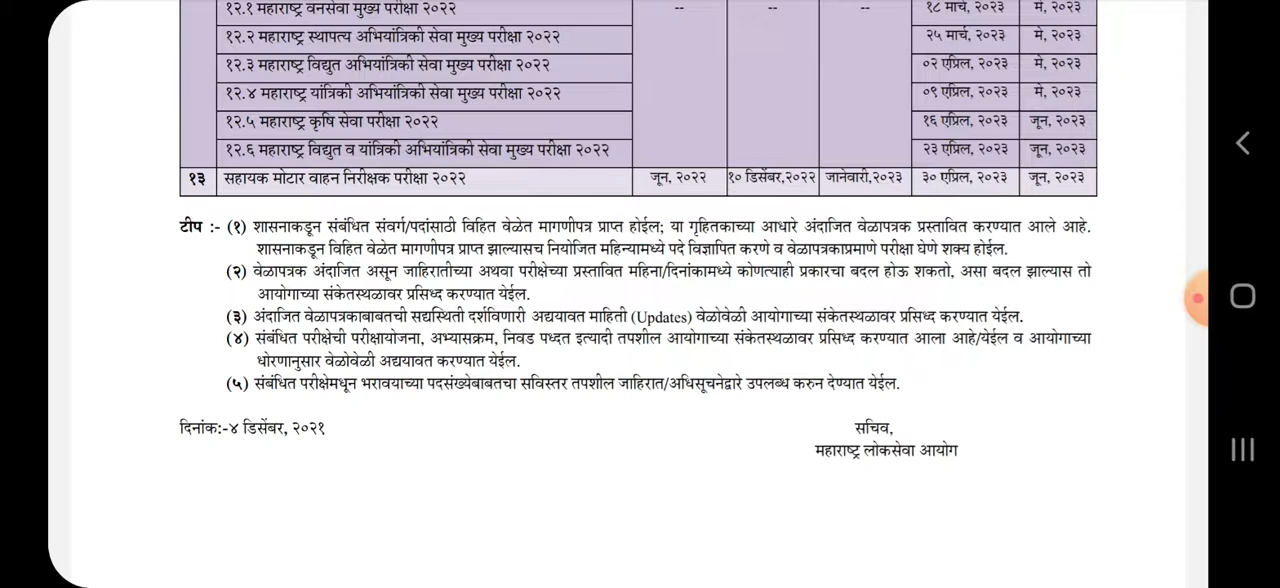 १२.१ महाराष्ट्र वनसेवा मुख्य परीक्षा २०२२ -- -- -- १८ मार्च, २०२३ मे, २०२३
१२.२ महाराष्ट्र स्थापत्य अभियांत्रिकी सेवा मुख्य परीक्षा २०२२ २५ मार्च, २०२३ मे, २०२३
१२.३ महाराष्ट्र विद्युत अभियांत्रिकी सेवा मुख्य परीक्षा २०२२ ०२ एप्रिल, २०२३ मे, २०२३
१२.४ महाराष्ट्र यांत्रिकी अभियांत्रिकी सेवा मुख्य परीक्षा २०२२ ०९ एप्रिल, २०२३ मे, २०२३
१२.५ महाराष्ट्र कृषि सेवा परीक्षा २०२२ १६ एप्रिल, २०२३ जून, २०२३
१२.६ महाराष्ट्र विद्युत व यांत्रिकी अभियांत्रिकी सेवा मुख्य परीक्षा २०२२ २३ एप्रिल, २०२३ जून, २०२३
१३ सहायक मोटार वाहन निरीक्षक परीक्षा २०२२ जून, २०२२ १० डिसेंबर,२०२२ जानेवारी,२०२३ ३० एप्रिल, २०२३ जून, २०२३
टीप :- (१) शासनाकडून संबंधित संवर्ग/पदांसाठी विहित वेळेत मागणीपत्र प्राप्त होईल; या गृहितकाच्या आधारे अंदाजित वेळापत्रक प्रस्तावित करण्यात आले आहे.
शासनाकडून विहित वेळेत मागणीपत्र प्राप्त झाल्यासच नियोजित महिन्यामध्ये पदे विज्ञापित करणे व वेळापत्रकाप्रमाणे परीक्षा घेणे शक्य होईल.
(२) वेळापत्रक अंदाजित असून जाहिरातीच्या अथवा परीक्षेच्या प्रस्तावित महिना/दिनांकामध्ये कोणत्याही प्रकारचा बदल होऊ शकतो, असा बदल झाल्यास तो
आयोगाच्या संकेतस्थळावर प्रसिध्द करण्यात येईल.
(३) अंदाजित वेळापत्रकाबाबतची सद्यस्थिती दर्शविणारी अद्ययावत माहिती (Updates) वेळोवेळी आयोगाच्या संकेतस्थळावर प्रसिध्द करण्यात येईल.
(४) संबंधित परीक्षेची परीक्षायोजना, अभ्यासक्रम, निवड पध्दत इत्यादी तपशील आयोगाच्या संकेतस्थळावर प्रसिध्द करण्यात आला आहे/येईल व आयोगाच्या
धोरणानुसार वेळोवेळी अद्ययावत करण्यात येईल.
(५) संबंधित परीक्षेमधून भरावयाच्या पदसंख्येबाबतचा सविस्तर तपशील जाहिरात/अधिसूचनेद्वारे उपलब्ध करुन देण्यात येईल.
दिनांक:-४ डिसेंबर, २०२१ सचिव,
महाराष्ट्र लोकसेवा आयोग